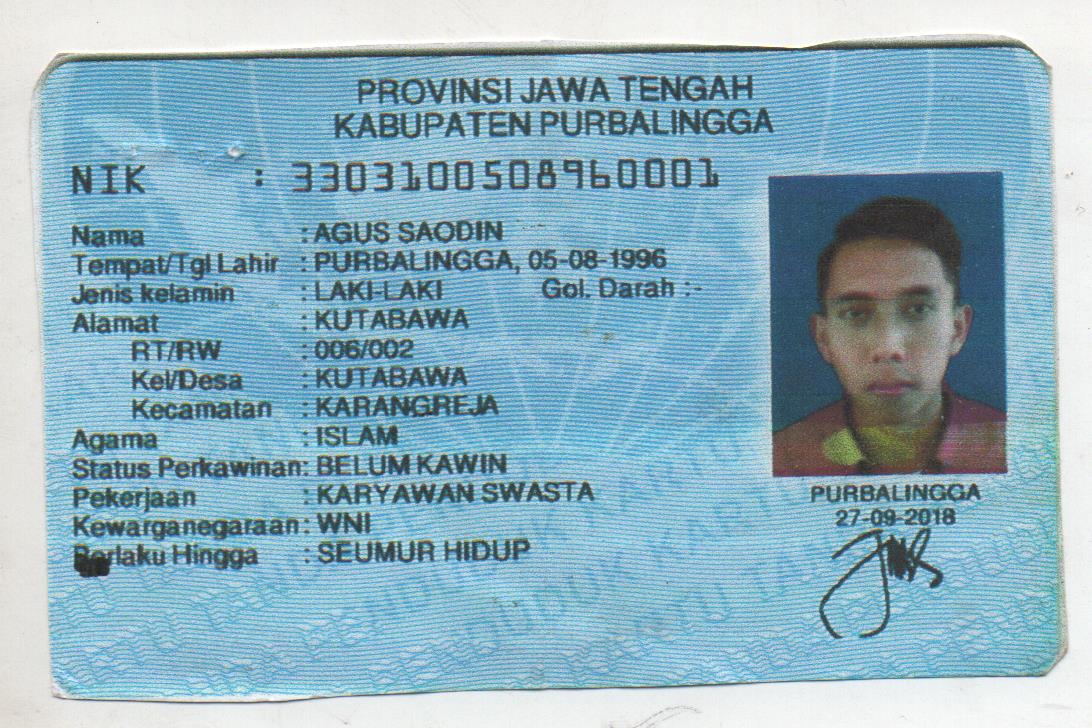 PROVINSI JAWA TENGAH
KABUPATEN PURBALINGGA
NIK : 3303100508960001
Nama : AGUS SAODIN
Tempat/Tgl Lahir : PURBALINGGA, 05-08-1996
Jenis kelamin : LAKI-LAKI Gol. Darah :-
Alamat : KUTABAWA
RT/RW : 006/002
Kel/Desa : KUTABAWA
Kecamatan : KARANGREJA
Agama : ISLAM
Status Perkawinan: BELUM KAWIN
Pekerjaan : KARYAWAN SWASTA
Kewarganegaraan: WNI
Berlaku Hingga : SEUMUR HIDUP
PURBALINGGA
27-09-2018